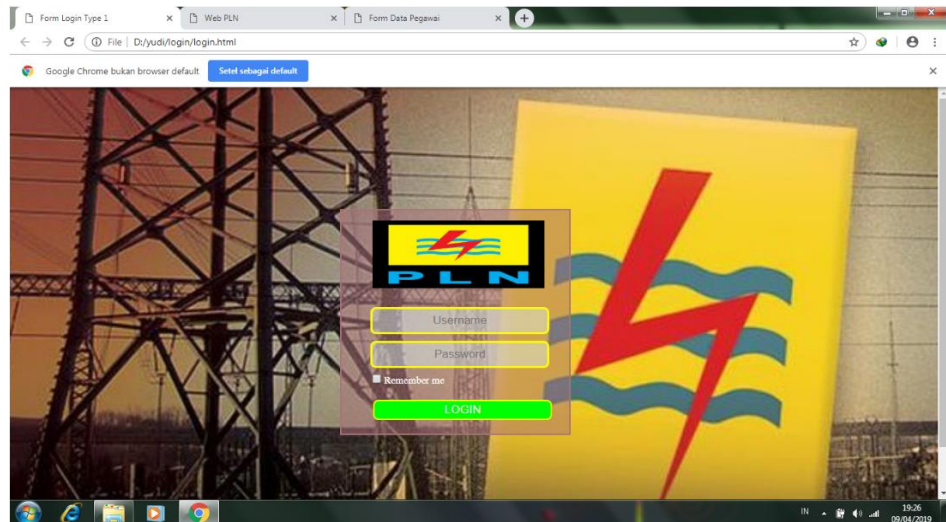 Form Login Type 1
Web PLN
Form Data Pegawai
File | D:/yudi/login/login.html
Google Chrome bukan browser default
Setel sebagai default
PLN
Username
Password
Remember me
LOGIN
IN
19:26
09/04/2019